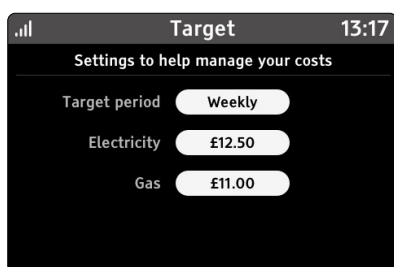 Target 13:17
Settings to help manage your costs
Target period Weekly
Electricity £12.50
Gas £11.00